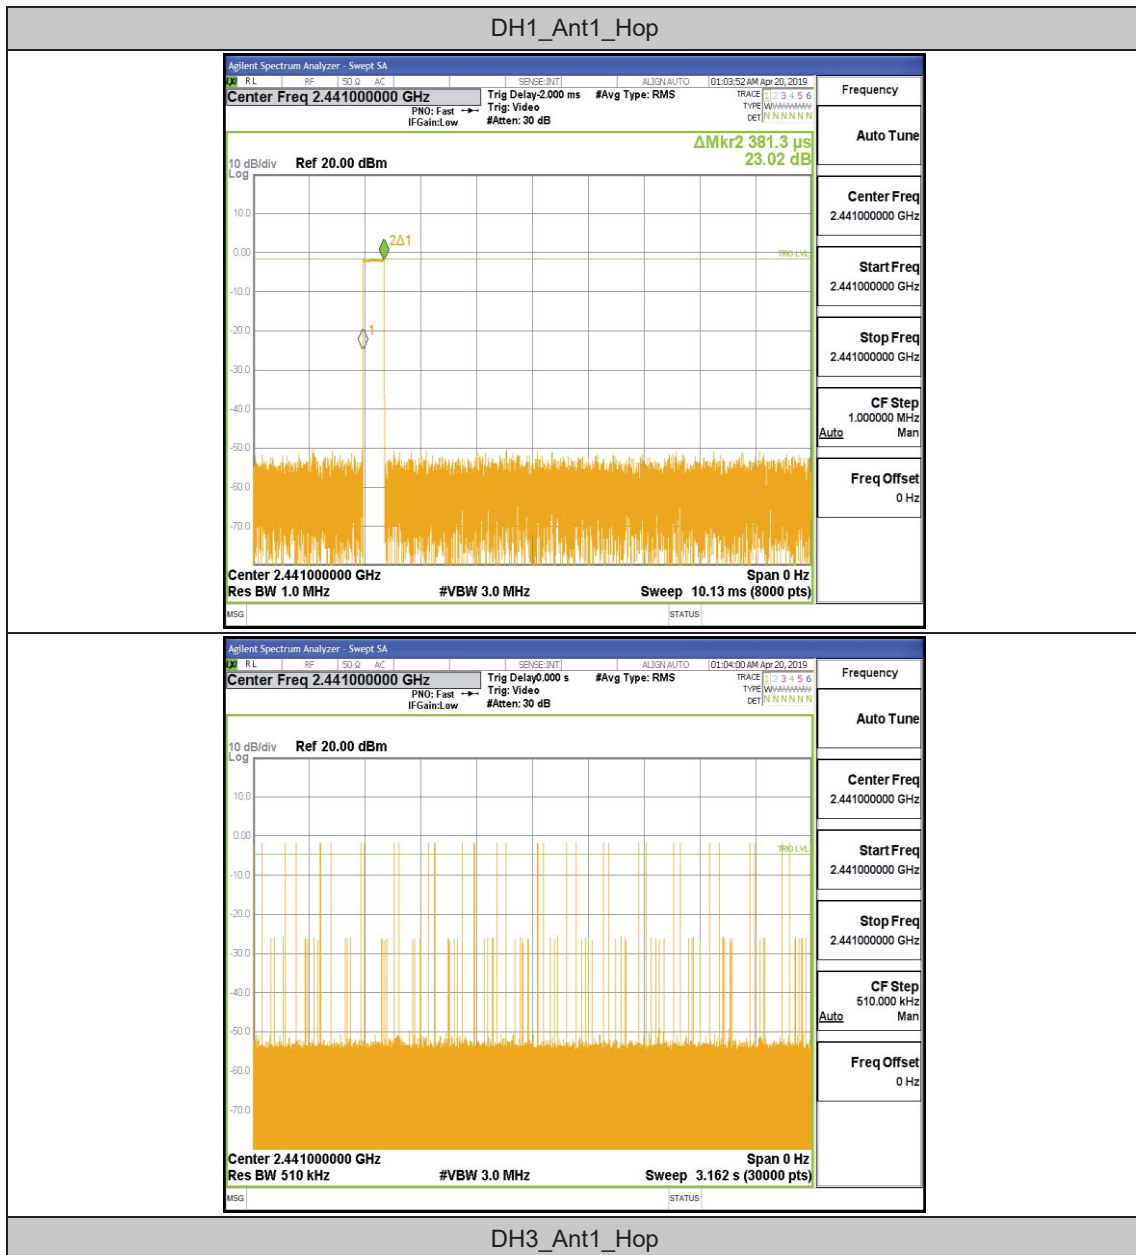 DH1_Ant1_Hop
Agilent Spectrum Analyzer - Swept SA
RL RF 50 Ω AC SENSE:INT ALIGN AUTO 01:03:52 AM Apr 20, 2019
Center Freq 2.441000000 GHz Trig Delay-2.000 ms #Avg Type: RMS TRACE 1 2 3 4 5 6
PNO: Fast Trig: Video TYPE
IFGain:Low #Atten: 30 dB DET N N N N N N
Frequency
Auto Tune
ΔMkr2 381.3 µs
23.02 dB
10 dB/div Ref 20.00 dBm
Log
10.0
0.00
-10.0
-20.0
-30.0
-40.0
-50.0
-60.0
-70.0
2Δ1
1
TRIG LVL
Center 2.441000000 GHz Span 0 Hz
Res BW 1.0 MHz #VBW 3.0 MHz Sweep 10.13 ms (8000 pts)
MSG STATUS
Center Freq
2.441000000 GHz
Start Freq
2.441000000 GHz
Stop Freq
2.441000000 GHz
CF Step
1.000000 MHz
Auto Man
Freq Offset
0 Hz
Agilent Spectrum Analyzer - Swept SA
RL RF 50 Ω AC SENSE:INT ALIGN AUTO 01:04:00 AM Apr 20, 2019
Center Freq 2.441000000 GHz Trig Delay0.000 s #Avg Type: RMS TRACE 1 2 3 4 5 6
PNO: Fast Trig: Video TYPE
IFGain:Low #Atten: 30 dB DET N N N N N N
Frequency
Auto Tune
10 dB/div Ref 20.00 dBm
Log
10.0
0.00
-10.0
-20.0
-30.0
-40.0
-50.0
-60.0
-70.0
TRIG LVL
Center 2.441000000 GHz Span 0 Hz
Res BW 510 kHz #VBW 3.0 MHz Sweep 3.162 s (30000 pts)
MSG STATUS
Center Freq
2.441000000 GHz
Start Freq
2.441000000 GHz
Stop Freq
2.441000000 GHz
CF Step
510.000 kHz
Auto Man
Freq Offset
0 Hz
DH3_Ant1_Hop